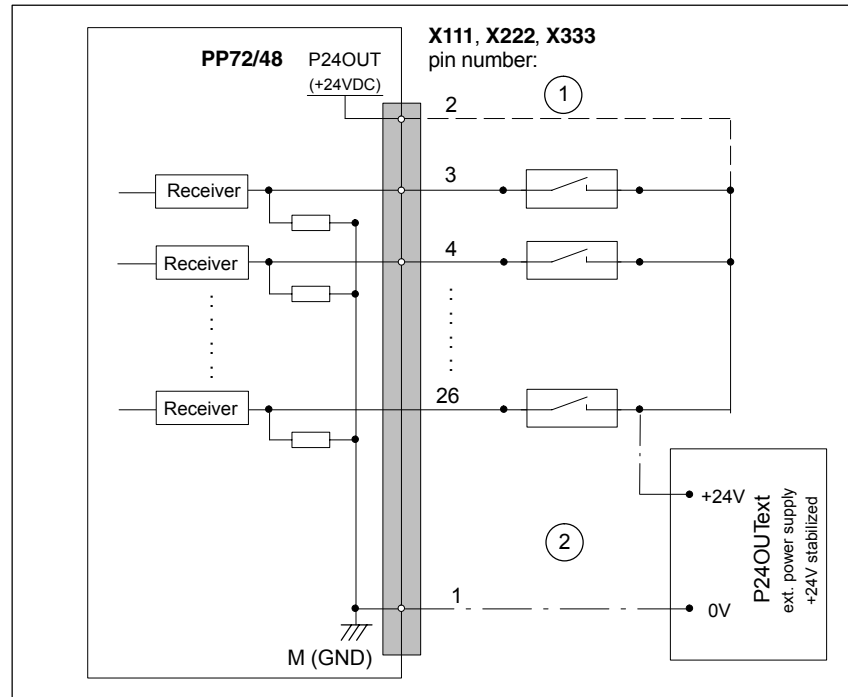 X111, X222, X333
PP72/48 P24OUT pin number:
(+24VDC)
1
2
Receiver
3
Receiver
4
Receiver
26
+24V
P24OUText
ext. power supply
+24V stabilized
2
1
0V
M (GND)